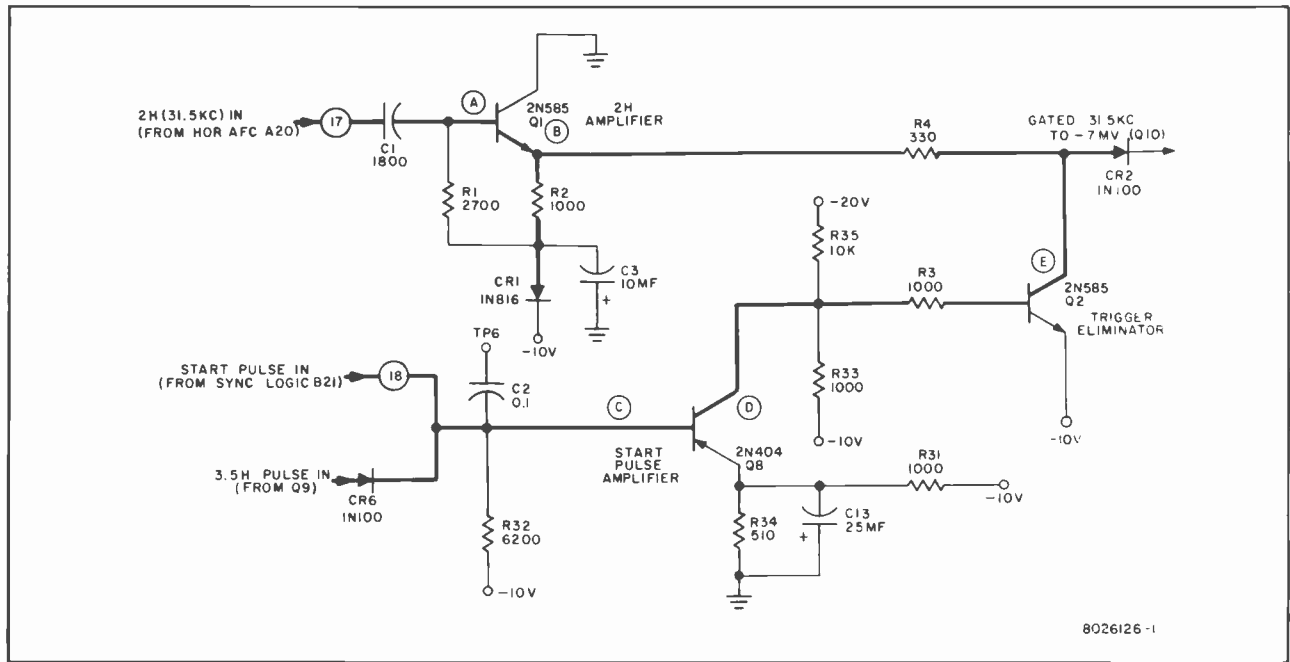 2H (31.5KC) IN
(FROM HOR AFC A20)
17
C1
1800
A
2N585
Q1
2H
AMPLIFIER
B
R1
2700
R2
1000
CR1
1N816
-10V
C3
10MF
+
R4
330
GATED 31.5KC
TO -7MV (Q10)
CR2
1N100
-20V
R35
10K
R3
1000
E
2N585
Q2
TRIGGER
ELIMINATOR
-10V
R33
1000
-10V
TP6
C2
0.1
START PULSE IN
(FROM SYNC LOGIC B21)
18
3.5H PULSE IN
(FROM Q9)
CR6
1N100
R32
6200
-10V
C
START
PULSE
AMPLIFIER
D
2N404
Q8
R34
510
C13
25MF
+
R31
1000
-10V
8026126-1